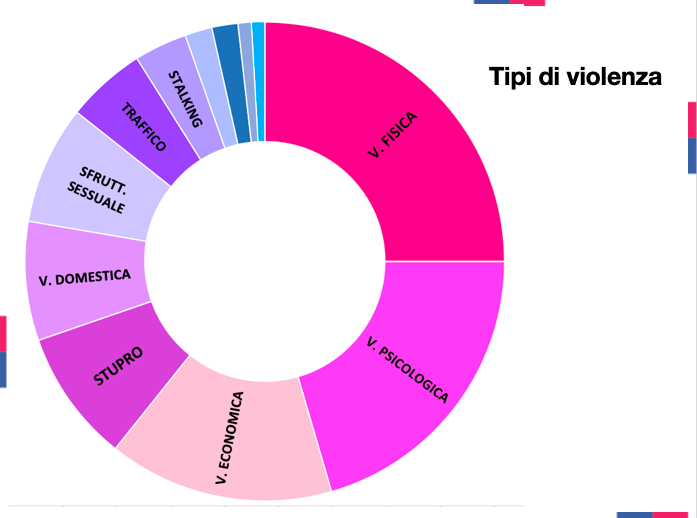 Tipi di violenza
V. FISICA
V. PSICOLOGICA
V. ECONOMICA
STUPRO
V. DOMESTICA
SFRUTT.
SESSUALE
TRAFFICO
STALKING